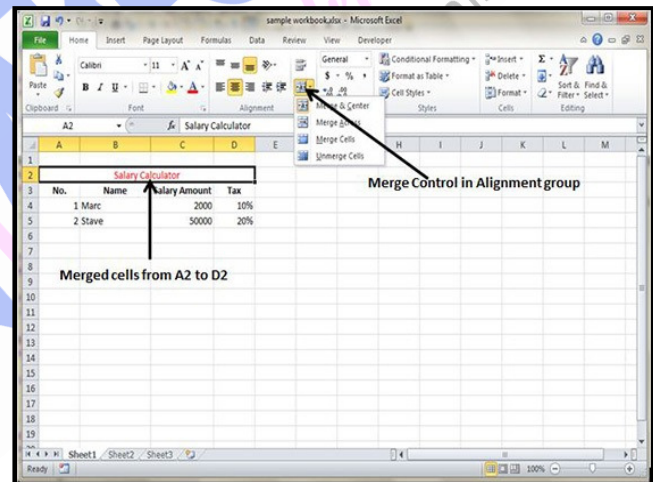 sample workbook.xlsx - Microsoft Excel
File Home Insert Page Layout Formulas Data Review View Developer
Paste
Calibri 11 A A
B I U A
General
$ % ,
Conditional Formatting
Format as Table
Cell Styles
Insert
Delete
Format
Σ
Sort & Filter
Find & Select
Clipboard Font Alignment Styles Cells Editing
A2 fx Salary Calculator
Merge & Center
Merge Across
Merge Cells
Unmerge Cells
A B C D E H I J K L M
1
2 Salary Calculator
3 No. Name Salary Amount Tax
4 1 Marc 2000 10%
5 2 Stave 50000 20%
6
7
8
9
10
11
12
13
14
15
16
17
18
19
Merge Control in Alignment group
Merged cells from A2 to D2
Sheet1 Sheet2 Sheet3
Ready 100%